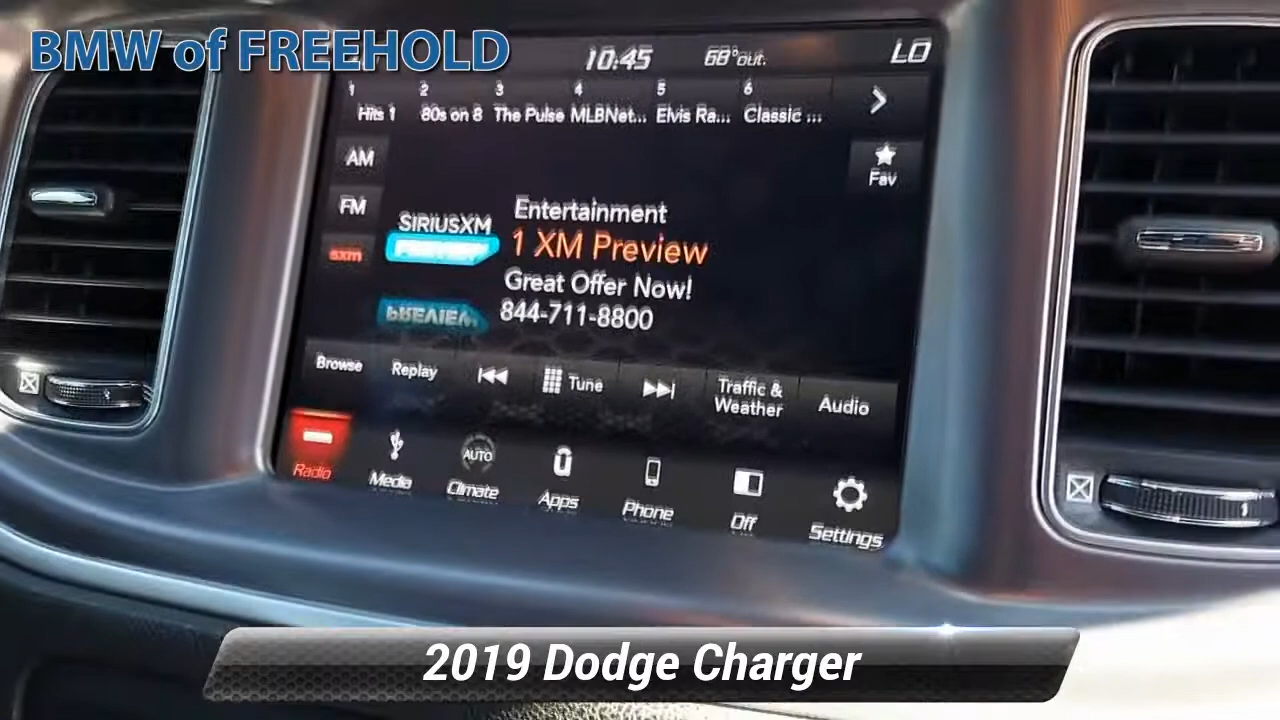 BMW of FREEHOLD
10:45 68°out. LO
1 2 3 4 5 6
Hits 1 80s on 8 The Pulse MLBNet... Elvis Ra... Classic ...
AM
Fav
FM
SIRIUSXM
PREVIEW
sxm
Entertainment
1 XM Preview
Great Offer Now!
844-711-8800
Browse Replay Tune Traffic &
Weather Audio
Radio Media AUTO Climate Apps Phone Off Settings
2019 Dodge Charger